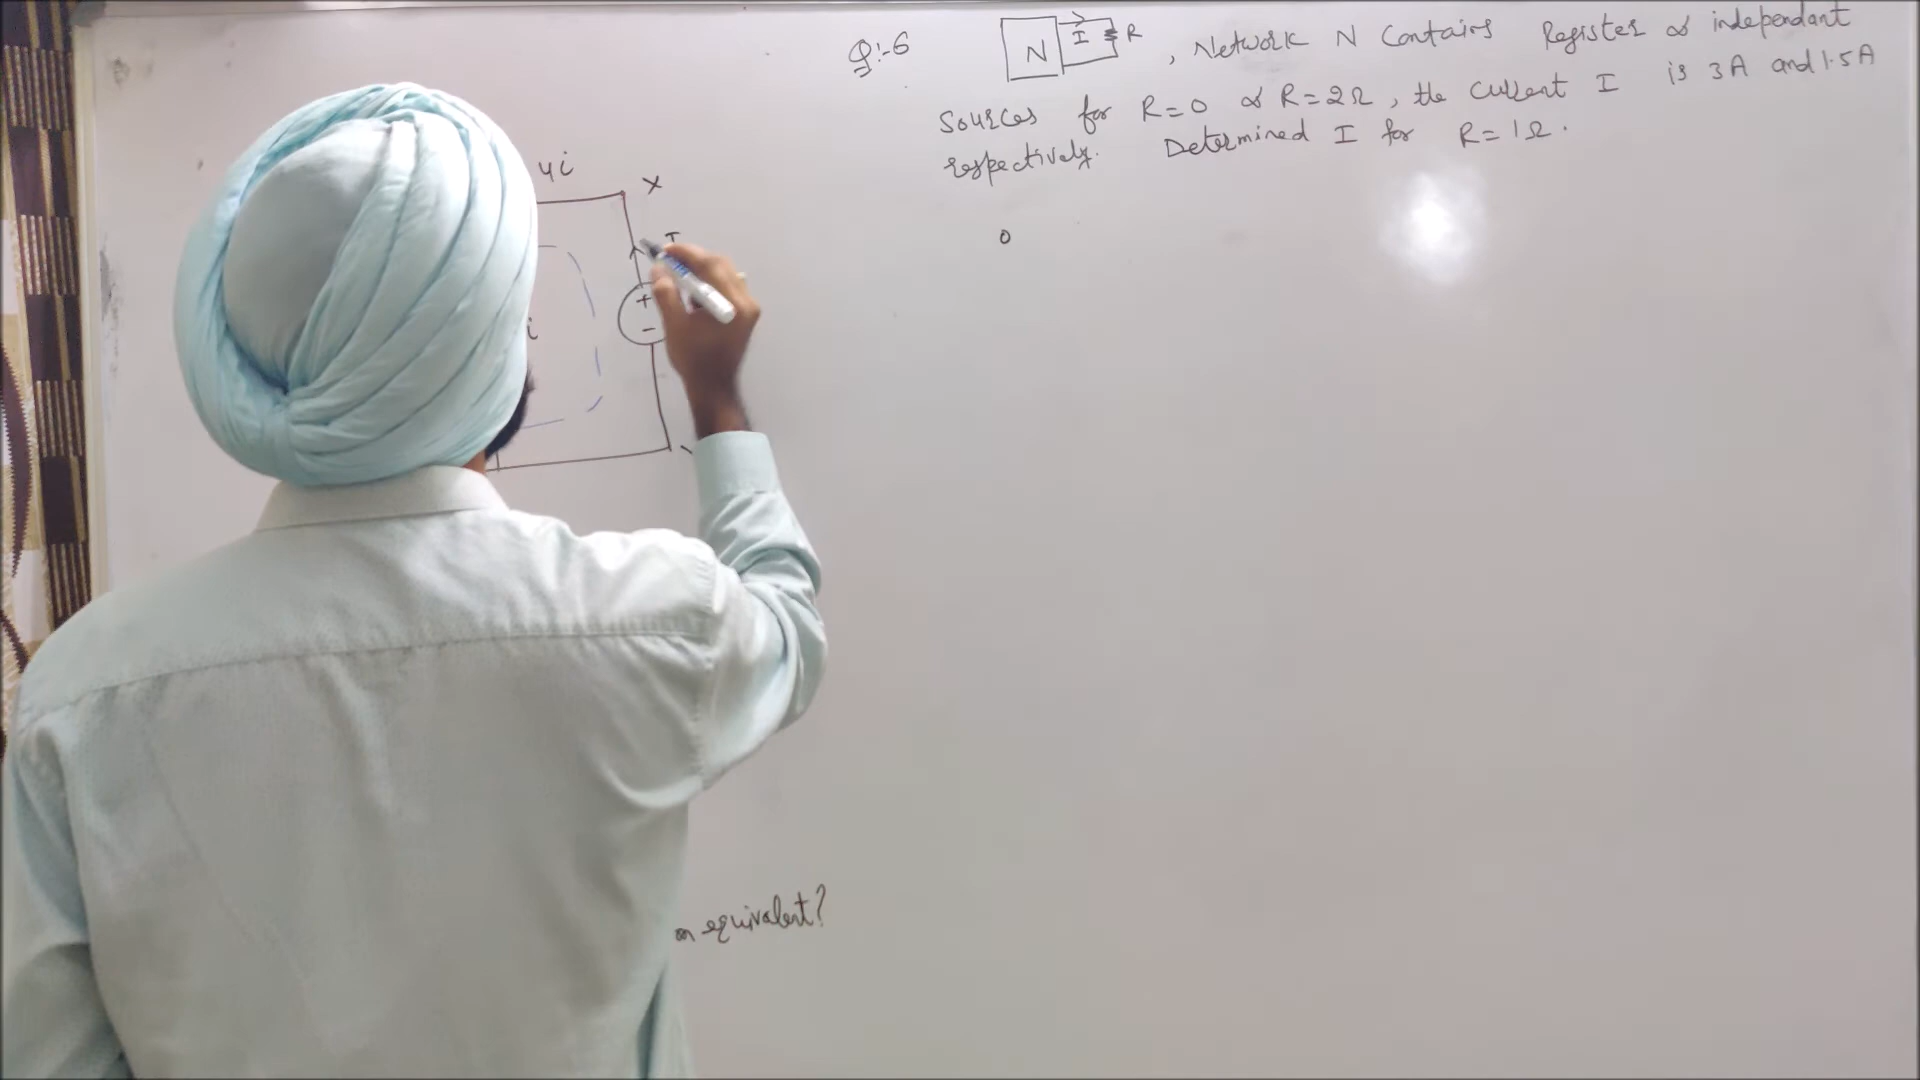 4i
x
I
+
-
i
equivalent?
Q:-6
N I R , Network N Contains Register & independant
Sources for R=0 & R=2Ω, the current I is 3A and 1.5A
respectively. Determined I for R=1Ω.
0